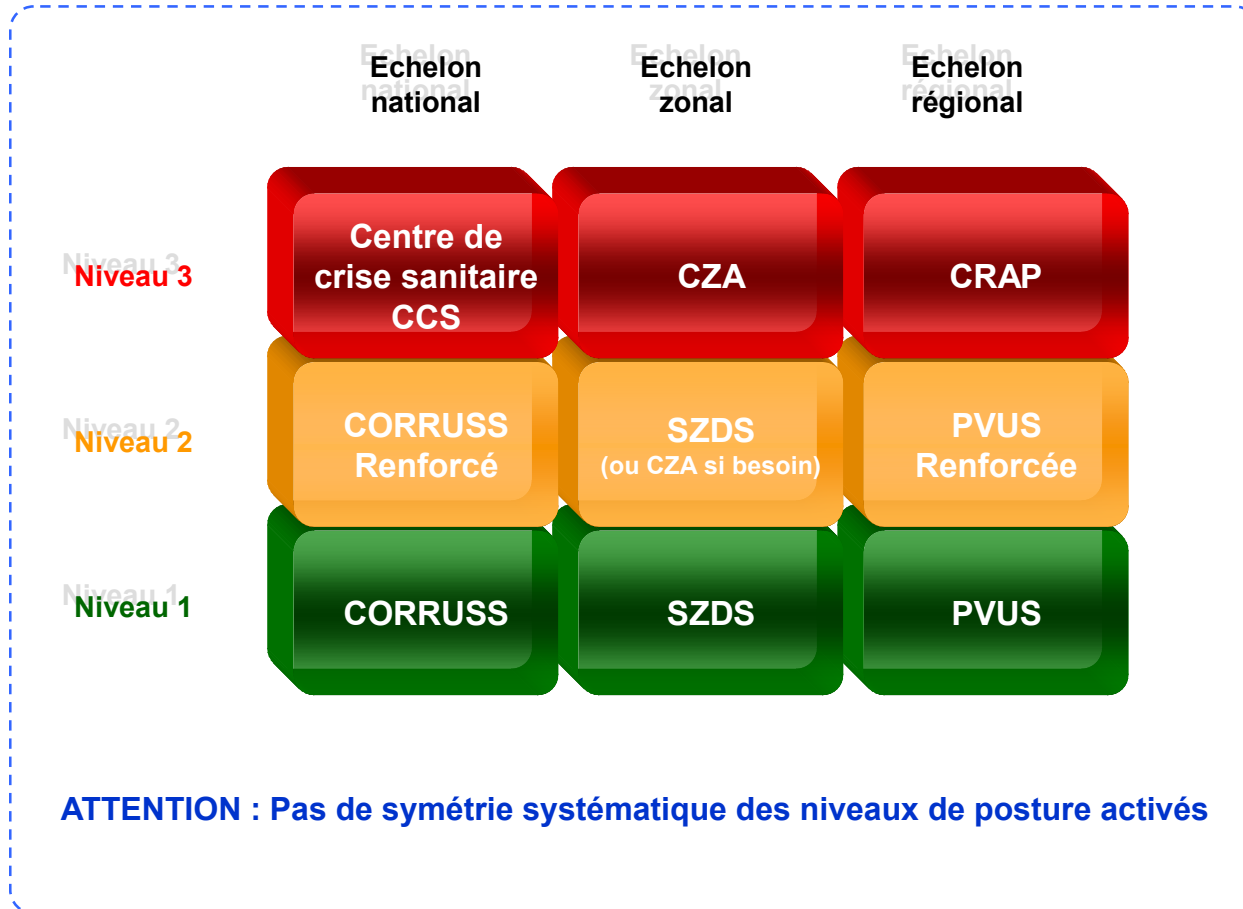 Echelon
national
Echelon
zonal
Echelon
régional
Niveau 3
Centre de
crise sanitaire
CCS
CZA
CRAP
Niveau 2
CORRUSS
Renforcé
SZDS
(ou CZA si besoin)
PVUS
Renforcée
Niveau 1
CORRUSS
SZDS
PVUS
ATTENTION : Pas de symétrie systématique des niveaux de posture activés